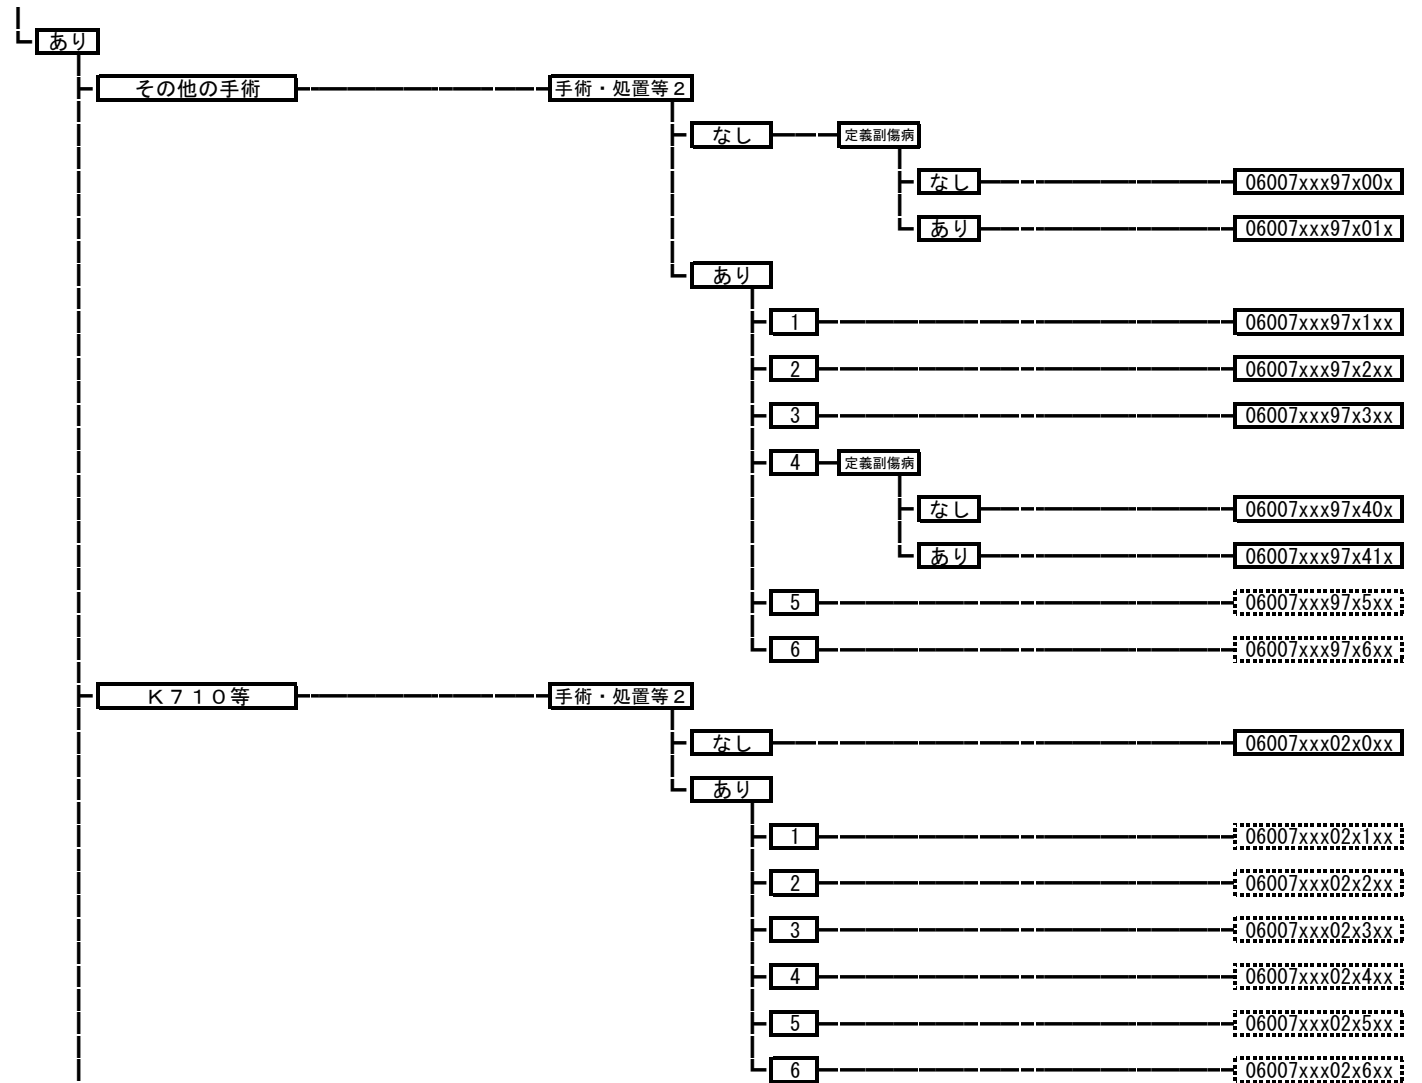 あり
その他の手術 手術・処置等２
なし 定義副傷病
なし 06007xxx97x00x
あり 06007xxx97x01x
あり
1 06007xxx97x1xx
2 06007xxx97x2xx
3 06007xxx97x3xx
4 定義副傷病
なし 06007xxx97x40x
あり 06007xxx97x41x
5 06007xxx97x5xx
6 06007xxx97x6xx
Ｋ７１０等 手術・処置等２
なし 06007xxx02x0xx
あり
1 06007xxx02x1xx
2 06007xxx02x2xx
3 06007xxx02x3xx
4 06007xxx02x4xx
5 06007xxx02x5xx
6 06007xxx02x6xx